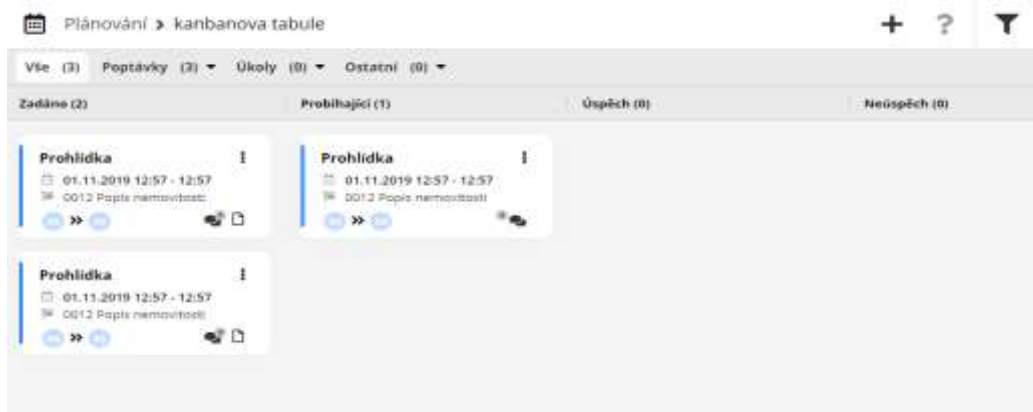 Plánování > kanbanova tabule
+ ?
Vše (3) Poptávky (3) Úkoly (0) Ostatní (0)
Zadáno (2) Probíhající (1) Úspěch (0) Neúspěch (0)
Prohlídka
01.11.2019 12:57 - 12:57
0012 Popis nemovitosti
Prohlídka
01.11.2019 12:57 - 12:57
0012 Popis nemovitosti
Prohlídka
01.11.2019 12:57 - 12:57
0012 Popis nemovitosti